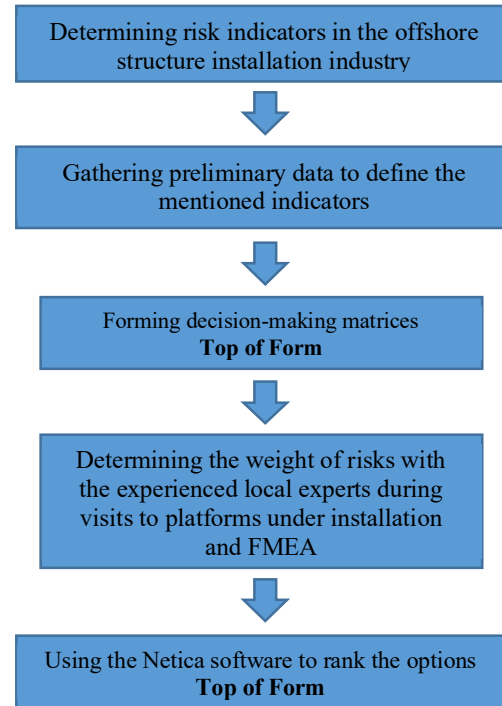 Determining risk indicators in the offshore
structure installation industry
Gathering preliminary data to define the
mentioned indicators
Forming decision-making matrices
Top of Form
Determining the weight of risks with
the experienced local experts during
visits to platforms under installation
and FMEA
Using the Netica software to rank the options
Top of Form